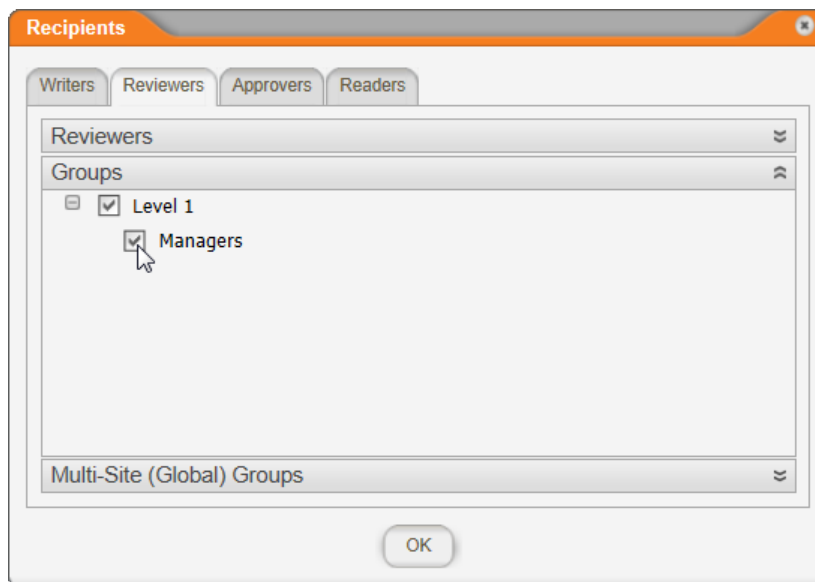 Recipients
Writers Reviewers Approvers Readers
Reviewers
Groups
Level 1
Managers
Multi-Site (Global) Groups
OK